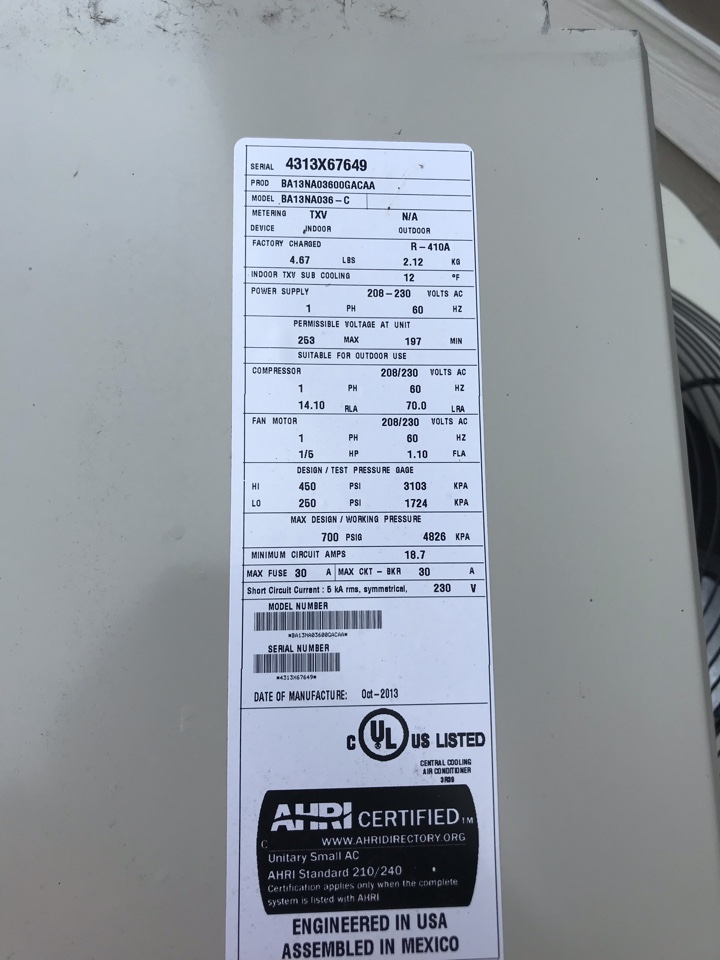 SERIAL 4313X67649
PROD BA13NA03600GACAA
MODEL BA13NA036-C
METERING TXV N/A
DEVICE INDOOR OUTDOOR
FACTORY CHARGED R-410A
4.67 LBS 2.12 KG
INDOOR TXV SUB COOLING 12 °F
POWER SUPPLY 208-230 VOLTS AC
1 PH 60 HZ
PERMISSIBLE VOLTAGE AT UNIT
253 MAX 197 MIN
SUITABLE FOR OUTDOOR USE
COMPRESSOR 208/230 VOLTS AC
1 PH 60 HZ
14.10 RLA 70.0 LRA
FAN MOTOR 208/230 VOLTS AC
1 PH 60 HZ
1/5 HP 1.10 FLA
DESIGN / TEST PRESSURE GAGE
HI 450 PSI 3103 KPA
LO 250 PSI 1724 KPA
MAX DESIGN / WORKING PRESSURE
700 PSIG 4826 KPA
MINIMUM CIRCUIT AMPS 18.7
MAX FUSE 30 A MAX CKT-BKR 30 A
Short Circuit Current : 5 kA rms, symmetrical, 230 V
MODEL NUMBER
*BA13NA03600GACAA*
SERIAL NUMBER
*4313X67649*
DATE OF MANUFACTURE: Oct-2013
C UL ® US LISTED
CENTRAL COOLING
AIR CONDITIONER
3R39
AHRI CERTIFIED TM
C WWW.AHRIDIRECTORY.ORG
Unitary Small AC
AHRI Standard 210/240
Certification applies only when the complete
system is listed with AHRI
ENGINEERED IN USA
ASSEMBLED IN MEXICO